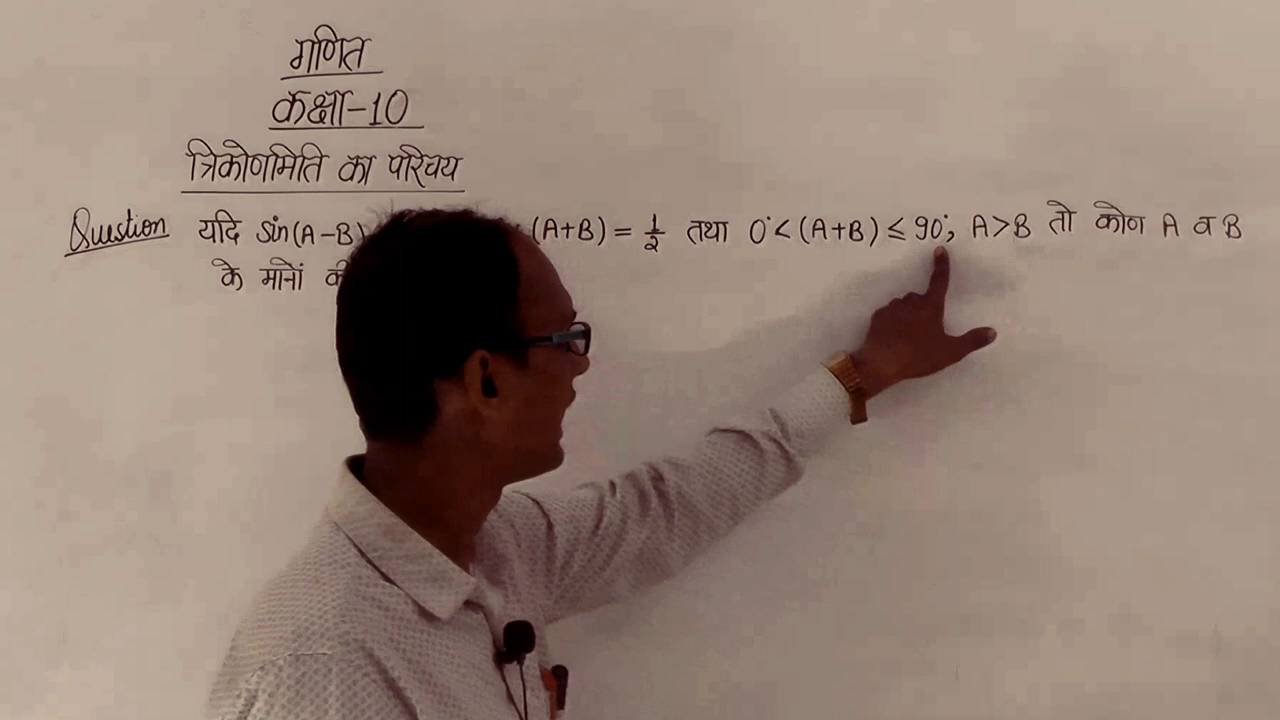 गणित
कक्षा-10
त्रिकोणमिति का परिचय
Question यदि sin(A-B) (A+B) = 1/2 तथा 0°<(A+B) ≤ 90°; A>B तो कोण A व B
के मानों